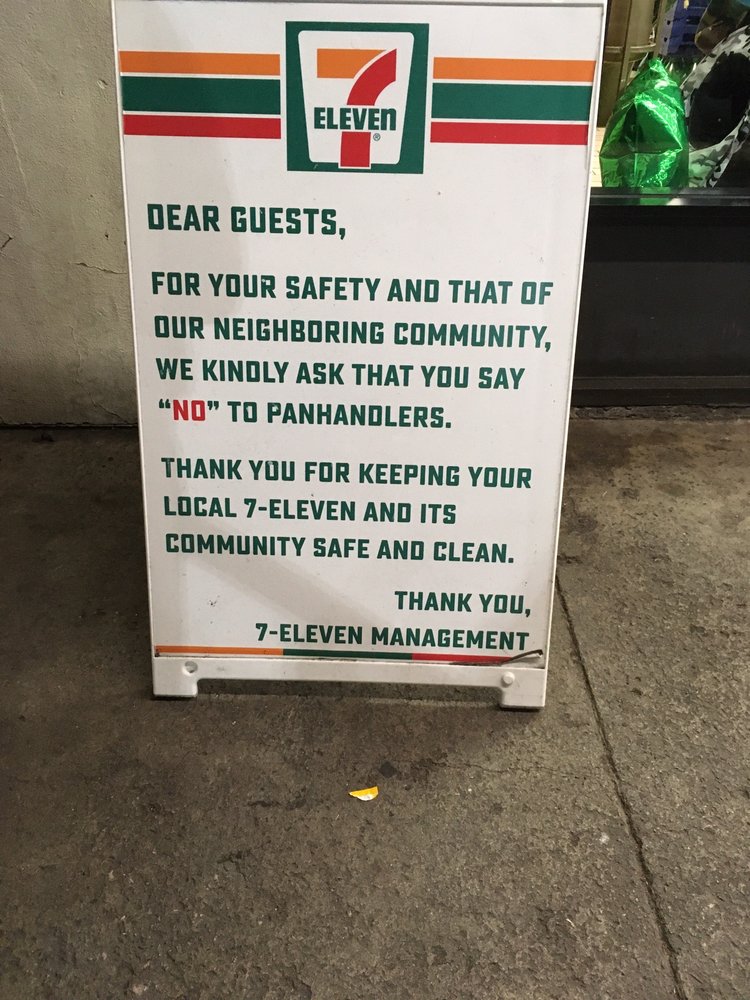 7
ELEVEn
®
DEAR GUESTS,
FOR YOUR SAFETY AND THAT OF
OUR NEIGHBORING COMMUNITY,
WE KINDLY ASK THAT YOU SAY
“NO” TO PANHANDLERS.
THANK YOU FOR KEEPING YOUR
LOCAL 7-ELEVEN AND ITS
COMMUNITY SAFE AND CLEAN.
THANK YOU,
7-ELEVEN MANAGEMENT